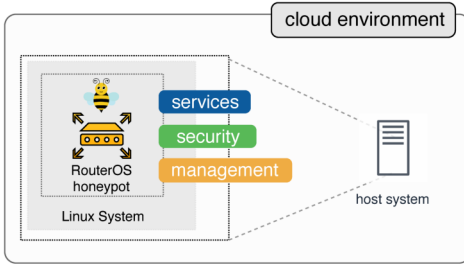 cloud environment
services
security
management
RouterOS
honeypot
Linux System
host system